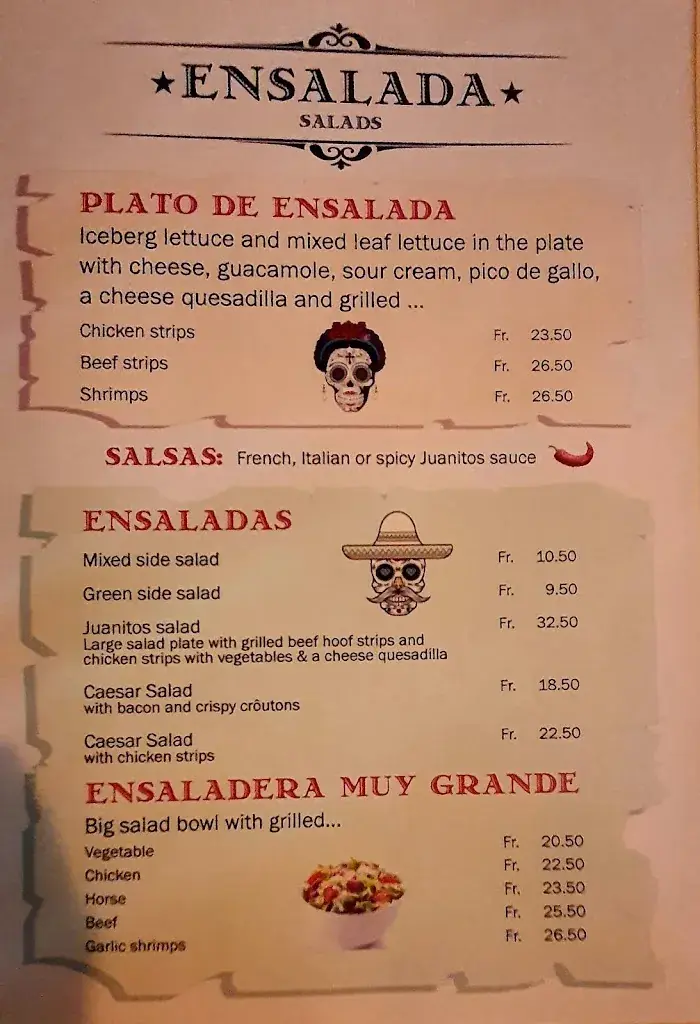 ENSALADA
SALADS
PLATO DE ENSALADA
Iceberg lettuce and mixed leaf lettuce in the plate
with cheese, guacamole, sour cream, pico de gallo,
a cheese quesadilla and grilled ...
Chicken strips Fr. 23.50
Beef strips Fr. 26.50
Shrimps Fr. 26.50
SALSAS: French, Italian or spicy Juanitos sauce
ENSALADAS
Mixed side salad Fr. 10.50
Green side salad Fr. 9.50
Juanitos salad Fr. 32.50
Large salad plate with grilled beef hoof strips and
chicken strips with vegetables & a cheese quesadilla
Caesar Salad Fr. 18.50
with bacon and crispy crôutons
Caesar Salad Fr. 22.50
with chicken strips
ENSALADERA MUY GRANDE
Big salad bowl with grilled...
Vegetable Fr. 20.50
Chicken Fr. 22.50
Horse Fr. 23.50
Beef Fr. 25.50
Garlic shrimps Fr. 26.50